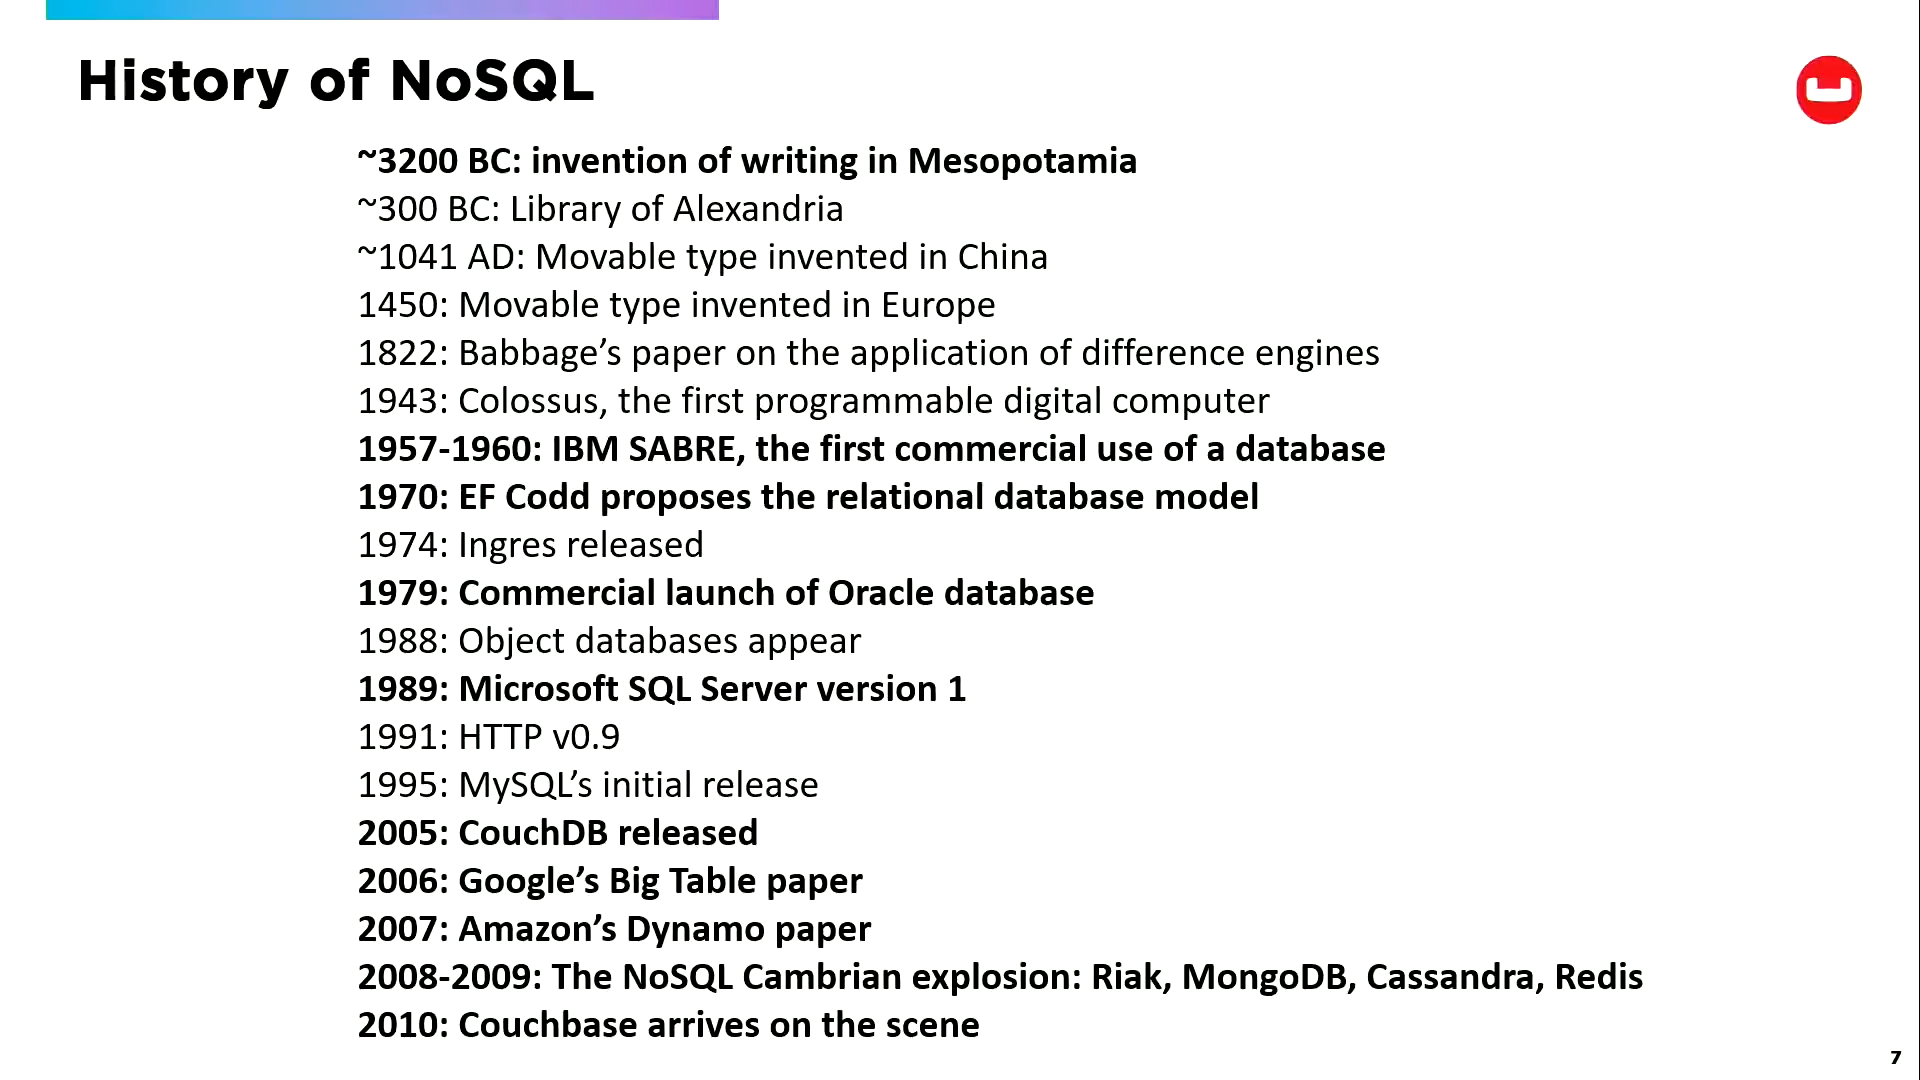 History of NoSQL
~3200 BC: invention of writing in Mesopotamia
~300 BC: Library of Alexandria
~1041 AD: Movable type invented in China
1450: Movable type invented in Europe
1822: Babbage’s paper on the application of difference engines
1943: Colossus, the first programmable digital computer
1957-1960: IBM SABRE, the first commercial use of a database
1970: EF Codd proposes the relational database model
1974: Ingres released
1979: Commercial launch of Oracle database
1988: Object databases appear
1989: Microsoft SQL Server version 1
1991: HTTP v0.9
1995: MySQL’s initial release
2005: CouchDB released
2006: Google’s Big Table paper
2007: Amazon’s Dynamo paper
2008-2009: The NoSQL Cambrian explosion: Riak, MongoDB, Cassandra, Redis
2010: Couchbase arrives on the scene
7